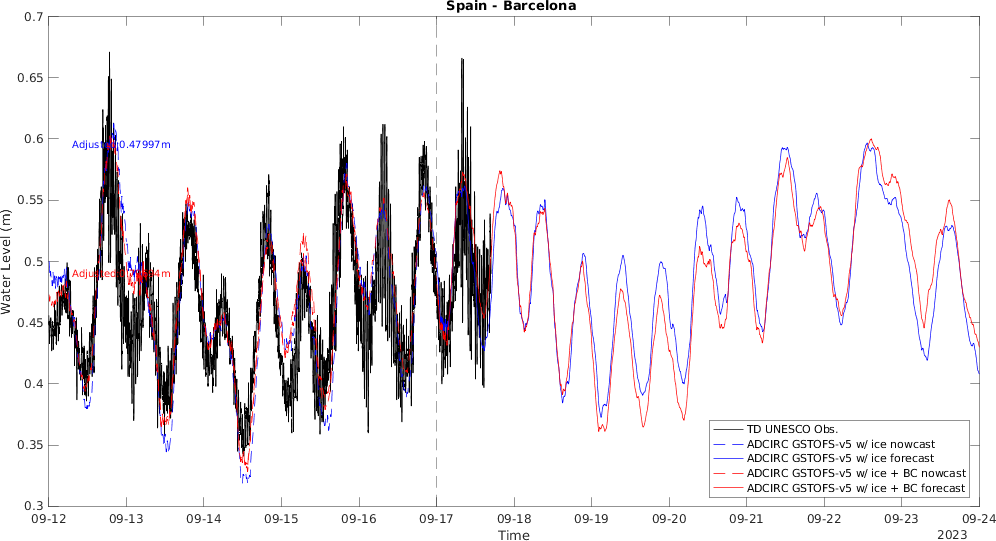 Spain - Barcelona
Water Level (m)
0.7
0.65
0.6
0.55
0.5
0.45
0.4
0.35
0.3
Adjusted 0.47997m
Adjusted
4m
TD UNESCO Obs.
ADCIRC GSTOFS-v5 w/ ice nowcast
ADCIRC GSTOFS-v5 w/ ice forecast
ADCIRC GSTOFS-v5 w/ ice + BC nowcast
ADCIRC GSTOFS-v5 w/ ice + BC forecast
09-12 09-13 09-14 09-15 09-16 09-17 09-18 09-19 09-20 09-21 09-22 09-23 09-24
Time
2023